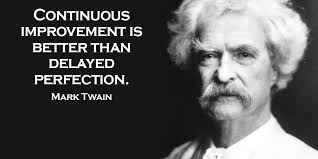 Continuous
improvement is
better than
delayed
perfection.
Mark Twain